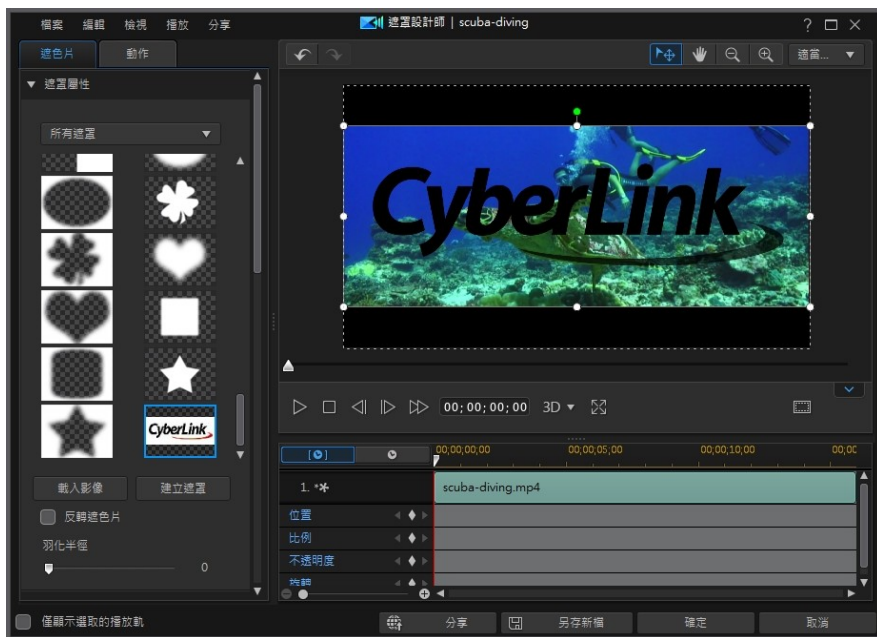 檔案 編輯 檢視 播放 分享
遮罩設計師 | scuba-diving
?
遮色片 動作
遮罩屬性
所有遮罩
CyberLink
載入影像 建立遮罩
反轉遮色片
羽化半徑
0
適當...
CyberLink
00;00;00;00 3D
00;00;00;00 00;00;05;00 00;00;10;00 00;00
1. scuba-diving.mp4
位置
比例
不透明度
旋轉
僅顯示選取的播放軌 分享 另存新檔 確定 取消